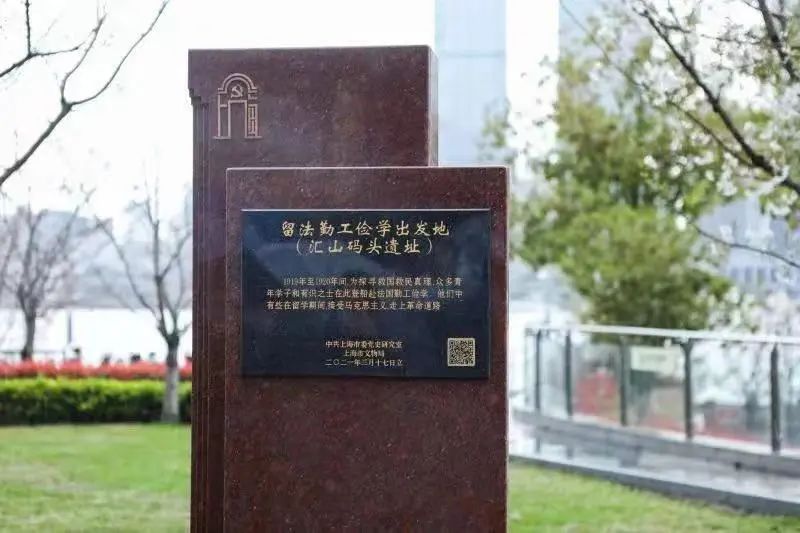 留法勤工俭学出发地
（汇山码头遗址）
1919年至1920年间，为探寻救国救民真理，众多青
年学子和有识之士在此登船赴法国勤工俭学。他们中
有些在留学期间，接受马克思主义，走上革命道路。
中共上海市委党史研究室
上海市文物局
二〇二一年三月十七日立